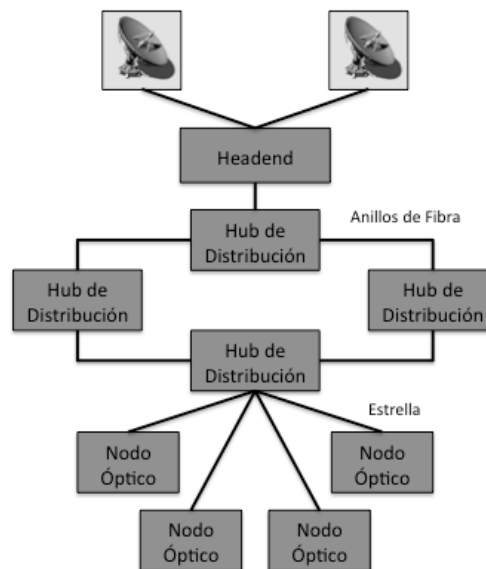 Headend
Anillos de Fibra
Hub de
Distribución
Hub de
Distribución
Hub de
Distribución
Hub de
Distribución
Estrella
Nodo
Óptico
Nodo
Óptico
Nodo
Óptico
Nodo
Óptico